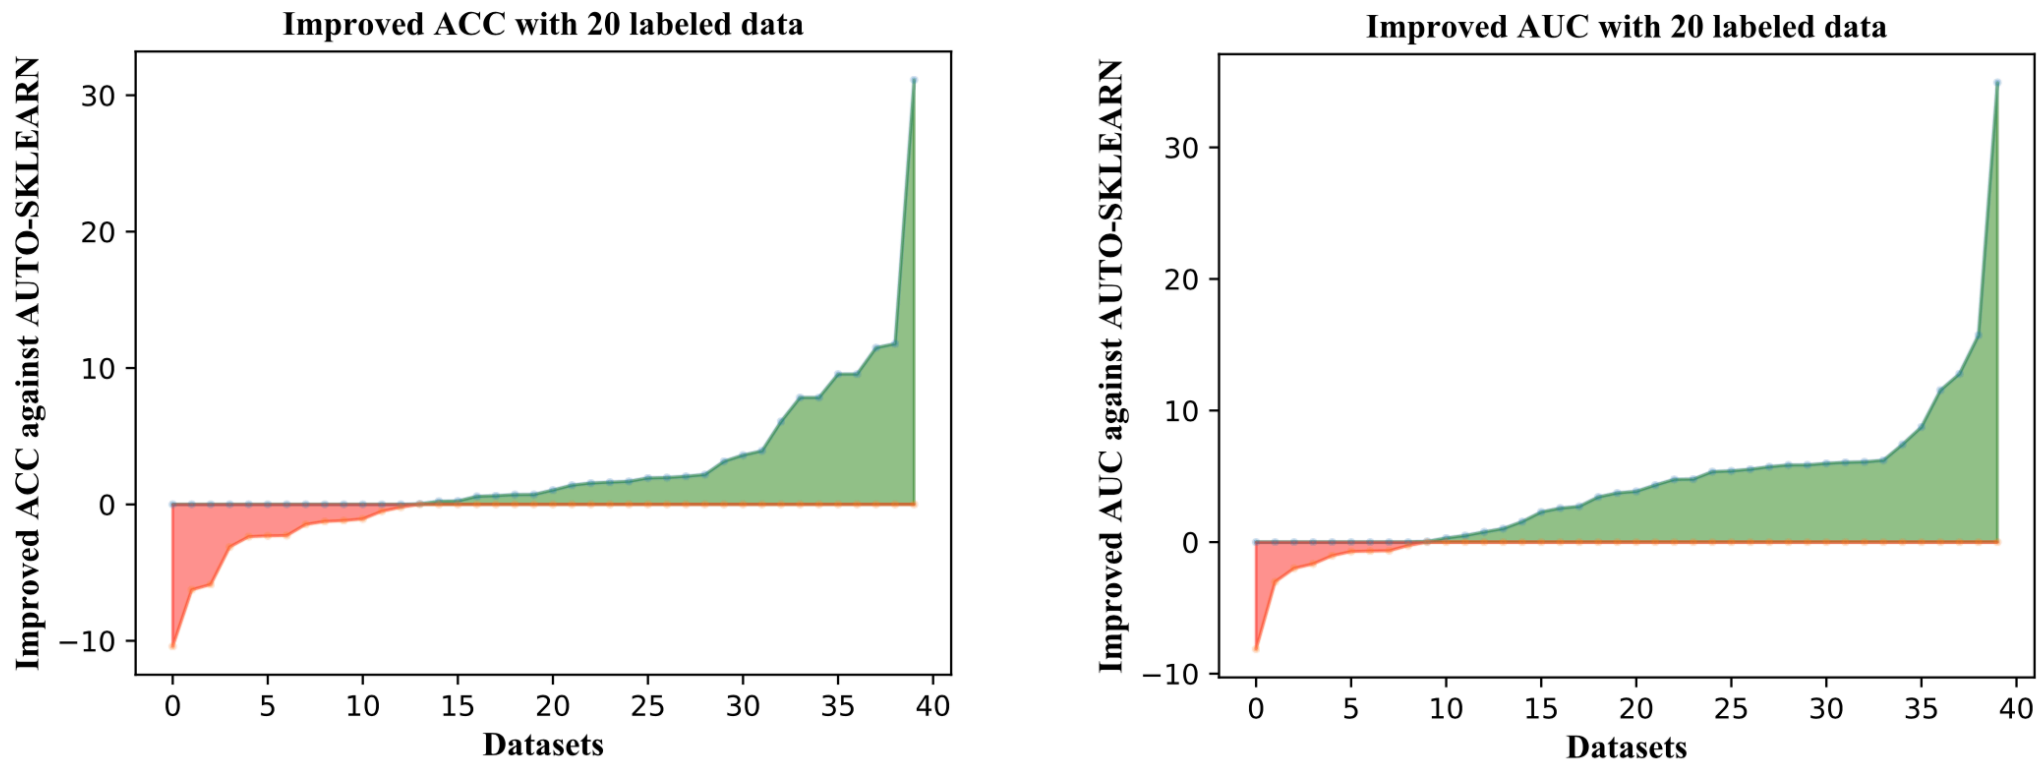 Improved ACC with 20 labeled data
Improved ACC against AUTO-SKLEARN
30
20
10
0
−10
0 5 10 15 20 25 30 35 40
Datasets
Improved AUC with 20 labeled data
Improved AUC against AUTO-SKLEARN
30
20
10
0
−10
0 5 10 15 20 25 30 35 40
Datasets